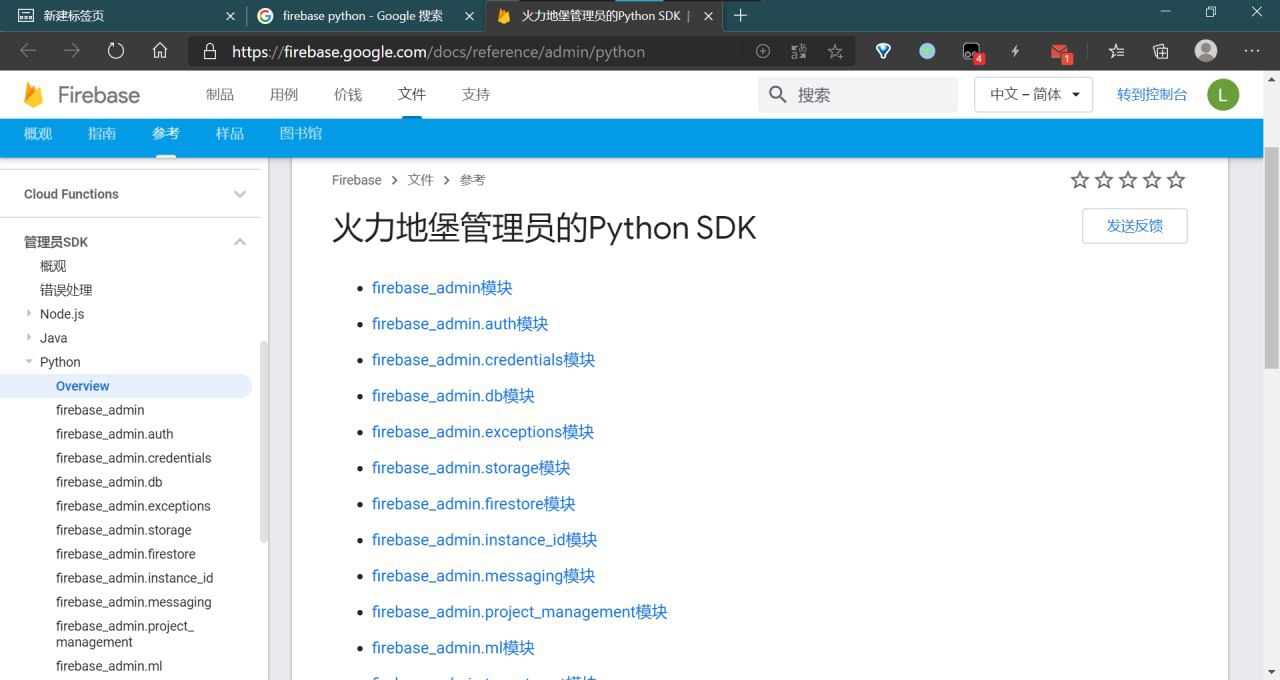 新建标签页
firebase python - Google 搜索
火力地堡管理员的Python SDK |
https://firebase.google.com/docs/reference/admin/python
4
1
Firebase
制品
用例
价钱
文件
支持
搜索
中文 – 简体
转到控制台
L
概观
指南
参考
样品
图书馆
Cloud Functions
管理员SDK
概观
错误处理
Node.js
Java
Python
Overview
firebase_admin
firebase_admin.auth
firebase_admin.credentials
firebase_admin.db
firebase_admin.exceptions
firebase_admin.storage
firebase_admin.firestore
firebase_admin.instance_id
firebase_admin.messaging
firebase_admin.project_
management
firebase_admin.ml
Firebase > 文件 > 参考
火力地堡管理员的Python SDK
发送反馈
firebase_admin模块
firebase_admin.auth模块
firebase_admin.credentials模块
firebase_admin.db模块
firebase_admin.exceptions模块
firebase_admin.storage模块
firebase_admin.firestore模块
firebase_admin.instance_id模块
firebase_admin.messaging模块
firebase_admin.project_management模块
firebase_admin.ml模块